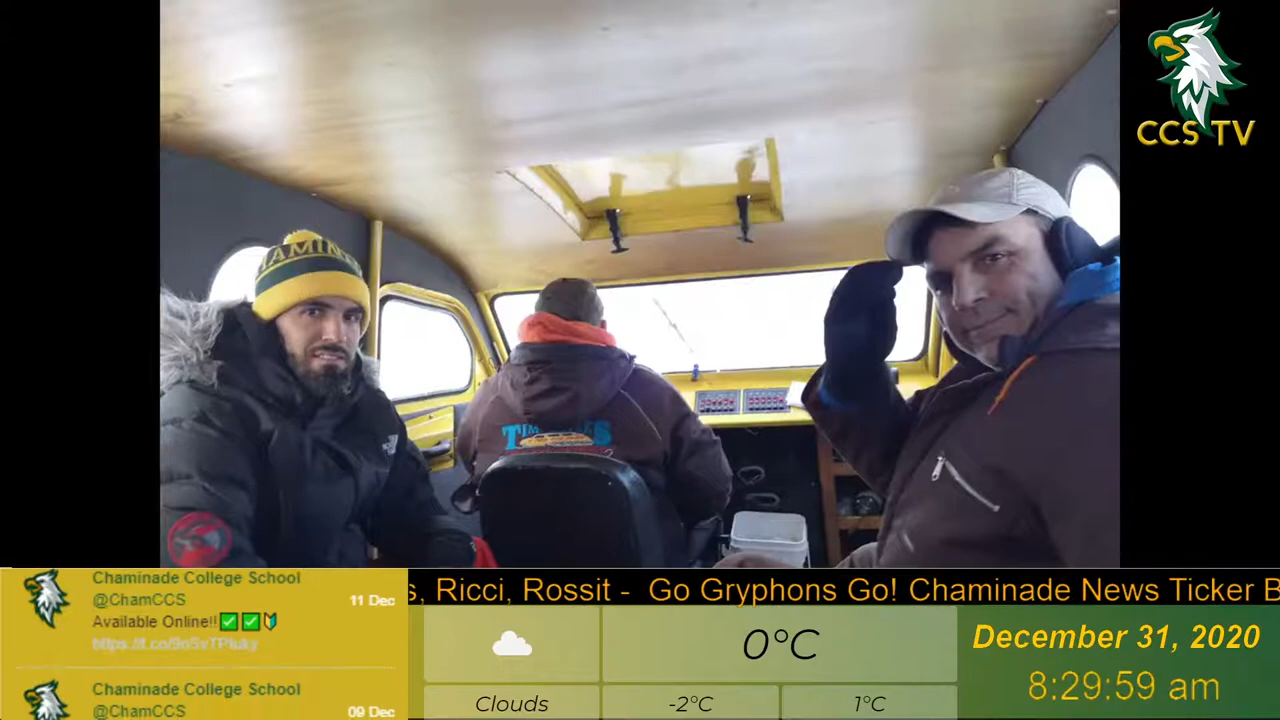 CCS TV
HAMIN
Chaminade College School
@ChamCCS
11 Dec
Available Online!!
Chaminade College School
@ChamCCS
09 Dec
, Ricci, Rossit - Go Gryphons Go! Chaminade News Ticker B
0°C
Clouds
-2°C
1°C
December 31, 2020
8:29:59 am